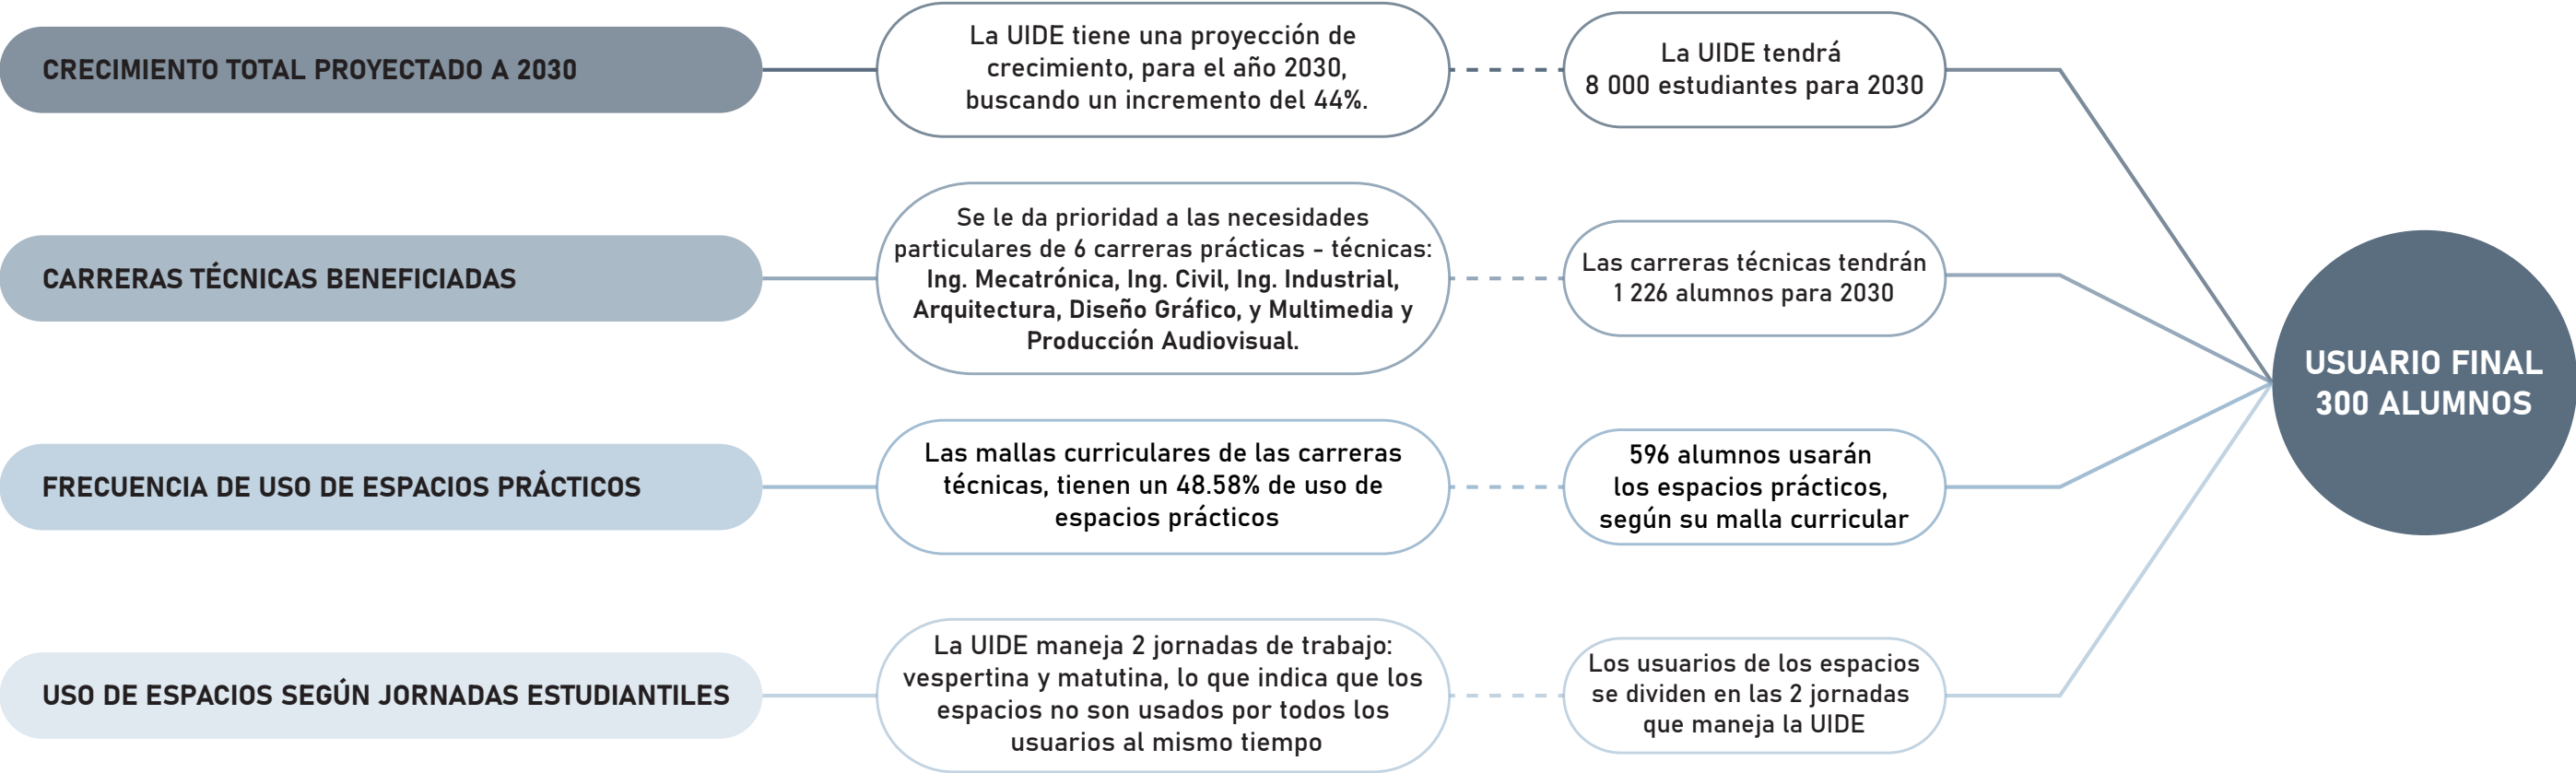 CRECIMIENTO TOTAL PROYECTADO A 2030
La UIDE tiene una proyección de
crecimiento, para el año 2030,
buscando un incremento del 44%.
La UIDE tendrá
8 000 estudiantes para 2030
CARRERAS TÉCNICAS BENEFICIADAS
Se le da prioridad a las necesidades
particulares de 6 carreras prácticas - técnicas:
Ing. Mecatrónica, Ing. Civil, Ing. Industrial,
Arquitectura, Diseño Gráfico, y Multimedia y
Producción Audiovisual.
Las carreras técnicas tendrán
1 226 alumnos para 2030
FRECUENCIA DE USO DE ESPACIOS PRÁCTICOS
Las mallas curriculares de las carreras
técnicas, tienen un 48.58% de uso de
espacios prácticos
596 alumnos usarán
los espacios prácticos,
según su malla curricular
USO DE ESPACIOS SEGÚN JORNADAS ESTUDIANTILES
La UIDE maneja 2 jornadas de trabajo:
vespertina y matutina, lo que indica que los
espacios no son usados por todos los
usuarios al mismo tiempo
Los usuarios de los espacios
se dividen en las 2 jornadas
que maneja la UIDE
USUARIO FINAL
300 ALUMNOS